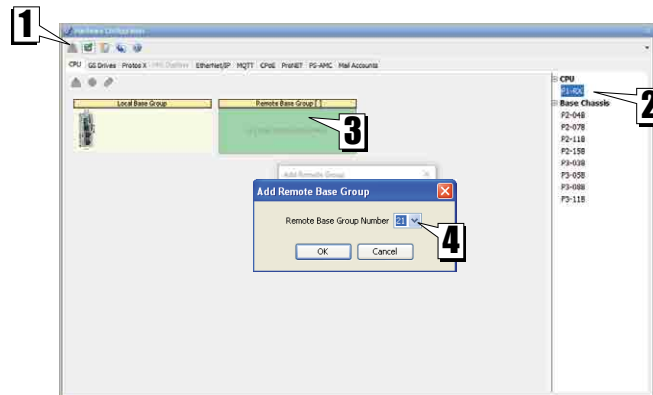 1
Hardware Configuration
CPU GS Drives Protos X EtherNet/IP MQTT CPoE ProNET PS-AMC Mail Accounts
Local Base Group
Remote Base Group [ ]
3
Add Remote Group
Add Remote Base Group
Remote Base Group Number 21
4
OK Cancel
CPU
P1-RX
2
Base Chassis
P2-04B
P2-07B
P2-11B
P2-15B
P3-03B
P3-05B
P3-08B
P3-11B